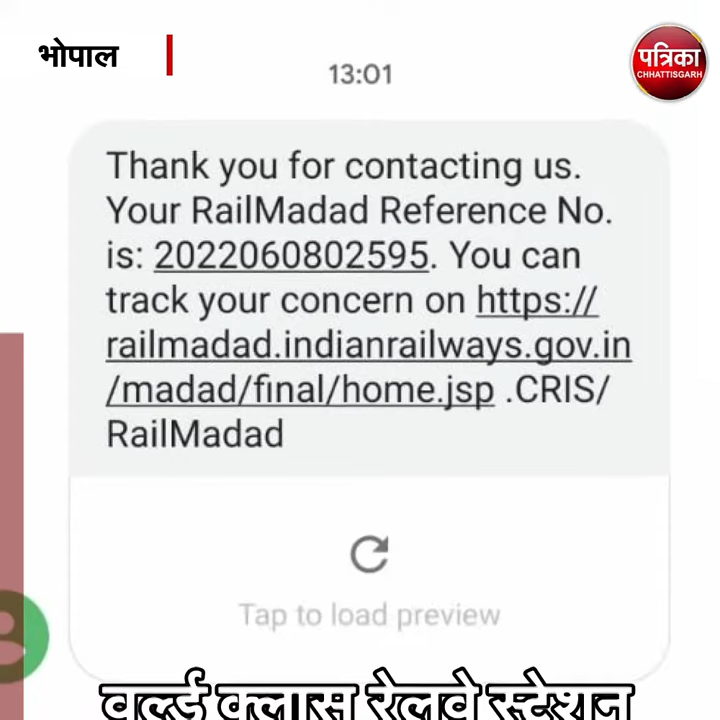 भोपाल
पत्रिका
CHHATTISGARH
13:01
Thank you for contacting us.
Your RailMadad Reference No.
is: 2022060802595. You can
track your concern on https://
railmadad.indianrailways.gov.in
/madad/final/home.jsp .CRIS/
RailMadad
Tap to load preview
वर्ल्ड क्लास रेलवे स्टेशन